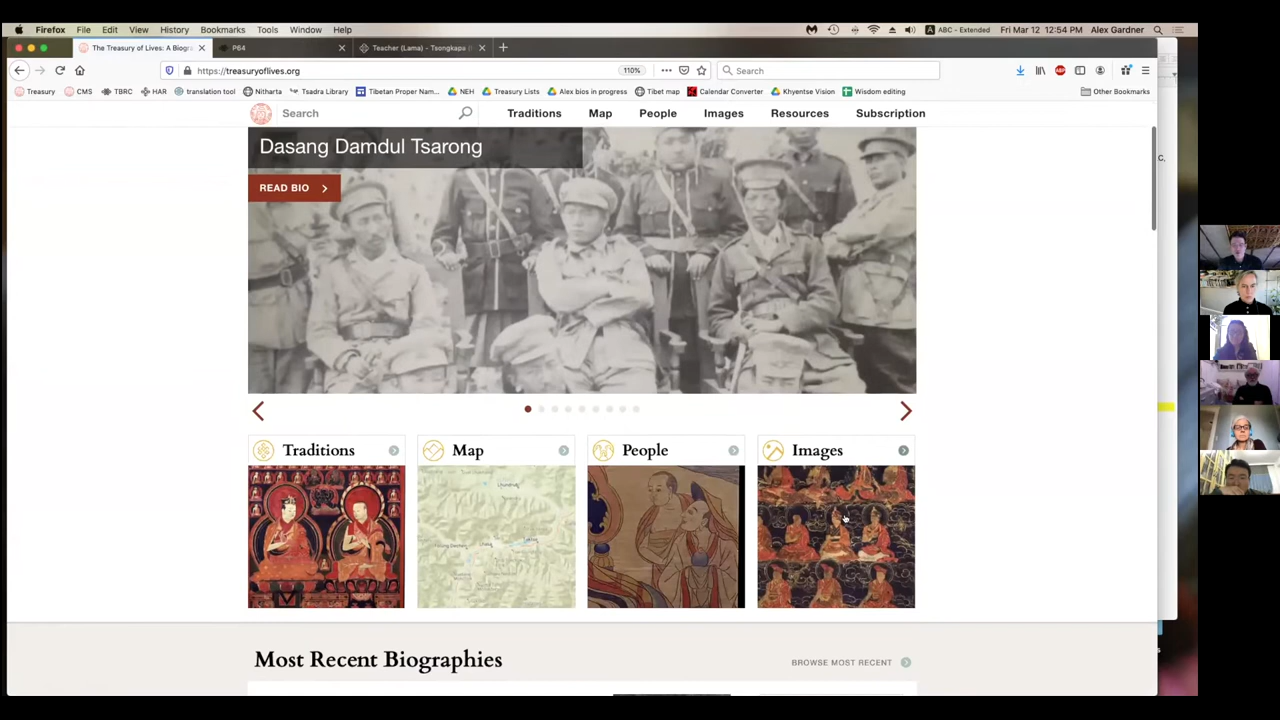 Firefox File Edit View History Bookmarks Tools Window Help ABC - Extended Fri Mar 12 12:54 PM Alex Gardner
The Treasury of Lives: A Biogra P64 Teacher (Lama) - Tsongkapa
https://treasuryoflives.org 110% Search
Treasury CMS TBRC HAR translation tool Nitharta Tsadra Library Tibetan Proper Nam... NEH Treasury Lists Alex bios in progress Tibet map Calendar Converter Khyentse Vision Wisdom editing Other Bookmarks
Search Traditions Map People Images Resources Subscription
Dasang Damdul Tsarong
READ BIO
Traditions Map People Images
Most Recent Biographies
BROWSE MOST RECENT